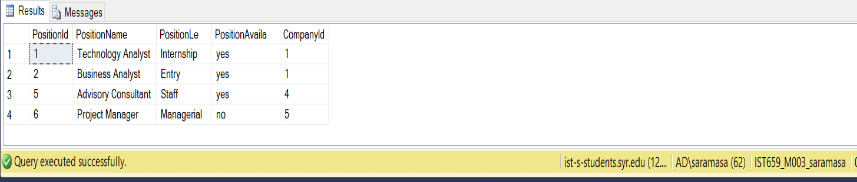 Results Messages
PositionId PositionName PositionLe PositionAvaila CompanyId
1 1 Technology Analyst Internship yes 1
2 2 Business Analyst Entry yes 1
3 5 Advisory Consultant Staff yes 4
4 6 Project Manager Managerial no 5
Query executed successfully. ist-s-students.syr.edu (12.... AD\saramasa (62) IST659_M003_saramasa